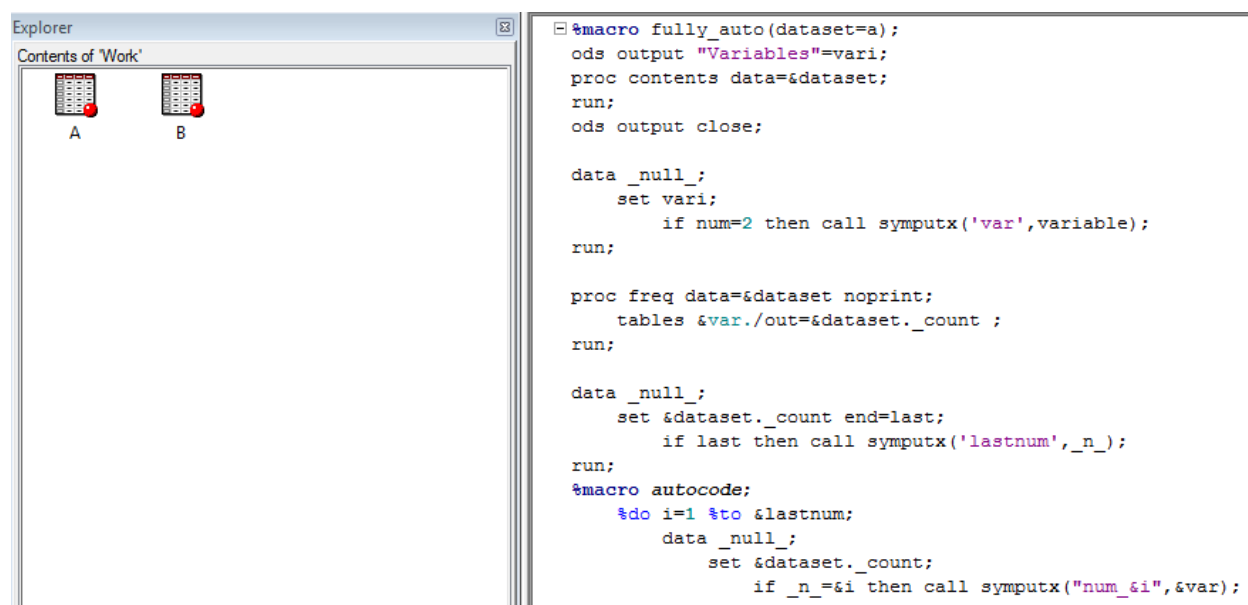 Explorer
Contents of 'Work'
A B
%macro fully_auto(dataset=a);
ods output "Variables"=vari;
proc contents data=&dataset;
run;
ods output close;
data _null_;
set vari;
if num=2 then call symputx('var',variable);
run;
proc freq data=&dataset noprint;
tables &var./out=&dataset._count ;
run;
data _null_;
set &dataset._count end=last;
if last then call symputx('lastnum',_n_);
run;
%macro autocode;
%do i=1 %to &lastnum;
data _null_;
set &dataset._count;
if _n_=&i then call symputx("num_&i",&var);